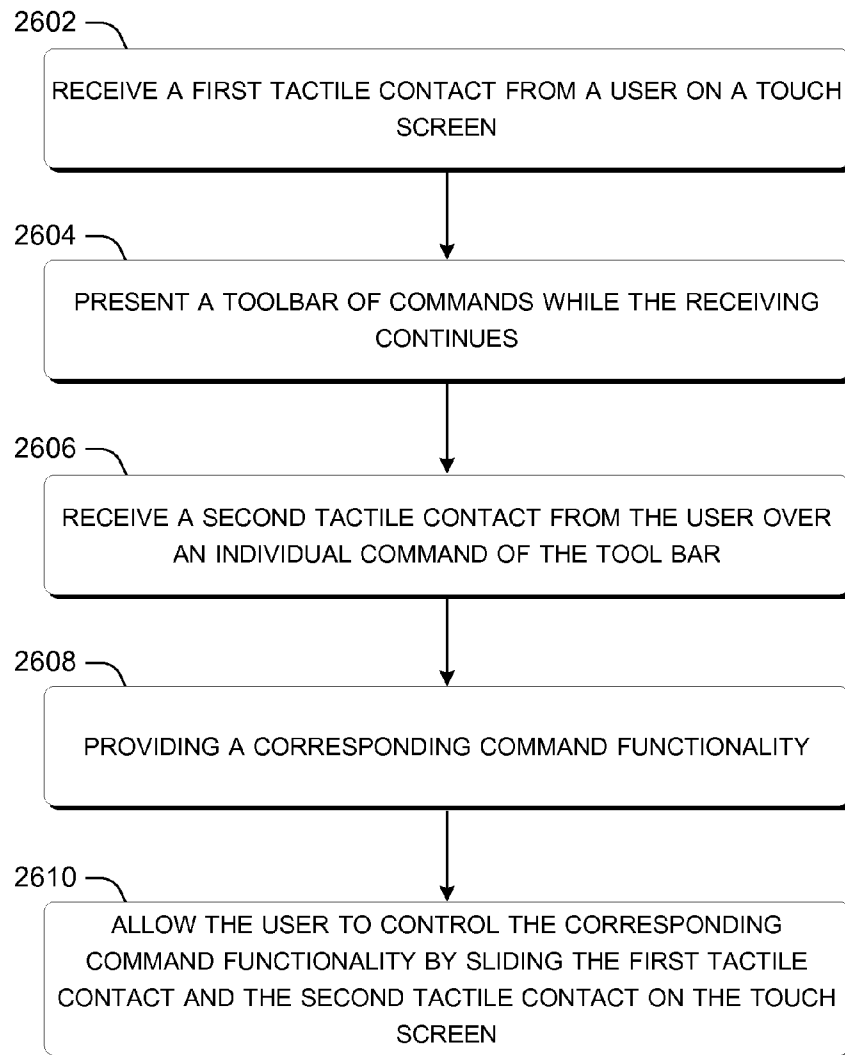 2602
RECEIVE A FIRST TACTILE CONTACT FROM A USER ON A TOUCH
SCREEN
2604
PRESENT A TOOLBAR OF COMMANDS WHILE THE RECEIVING
CONTINUES
2606
RECEIVE A SECOND TACTILE CONTACT FROM THE USER OVER
AN INDIVIDUAL COMMAND OF THE TOOL BAR
2608
PROVIDING A CORRESPONDING COMMAND FUNCTIONALITY
2610
ALLOW THE USER TO CONTROL THE CORRESPONDING
COMMAND FUNCTIONALITY BY SLIDING THE FIRST TACTILE
CONTACT AND THE SECOND TACTILE CONTACT ON THE TOUCH
SCREEN